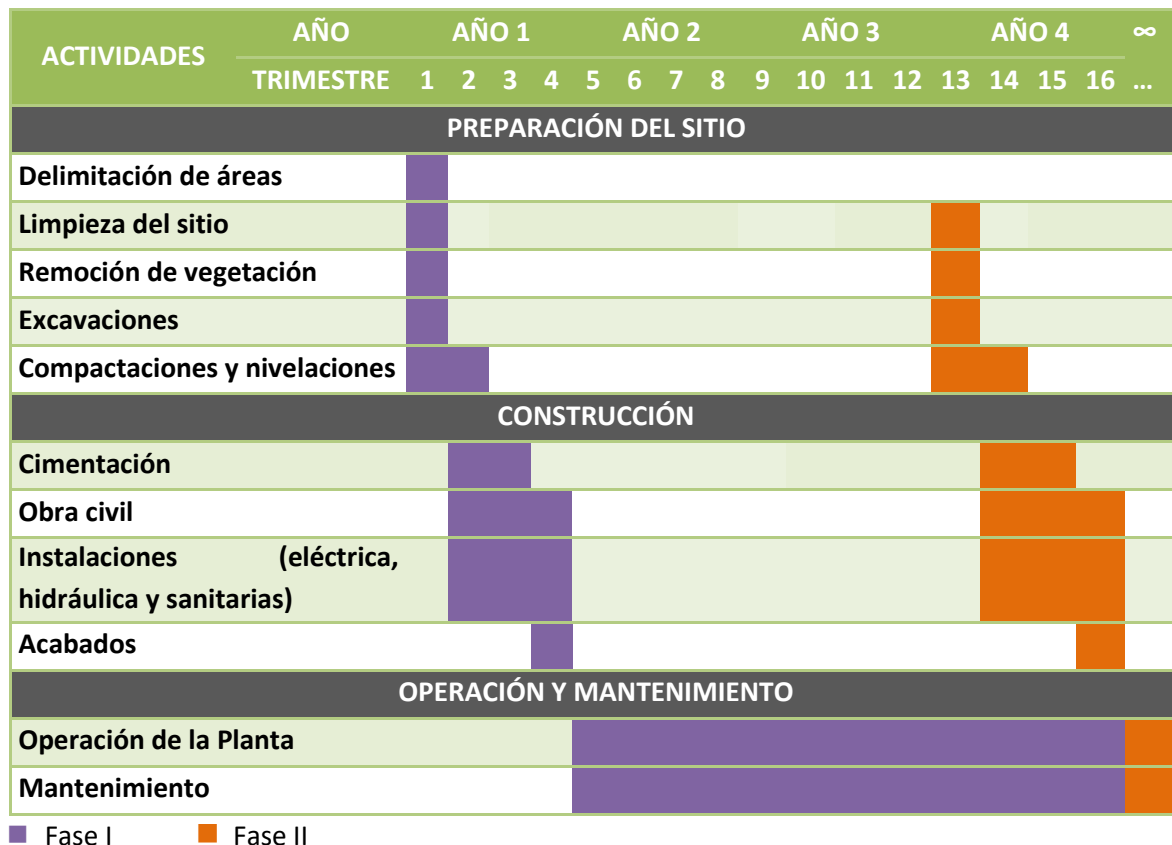 ACTIVIDADES AÑO AÑO 1 AÑO 2 AÑO 3 AÑO 4 ∞
TRIMESTRE 1 2 3 4 5 6 7 8 9 10 11 12 13 14 15 16 ...
PREPARACIÓN DEL SITIO
Delimitación de áreas
Limpieza del sitio
Remoción de vegetación
Excavaciones
Compactaciones y nivelaciones
CONSTRUCCIÓN
Cimentación
Obra civil
Instalaciones (eléctrica,
hidráulica y sanitarias)
Acabados
OPERACIÓN Y MANTENIMIENTO
Operación de la Planta
Mantenimiento
Fase I Fase II